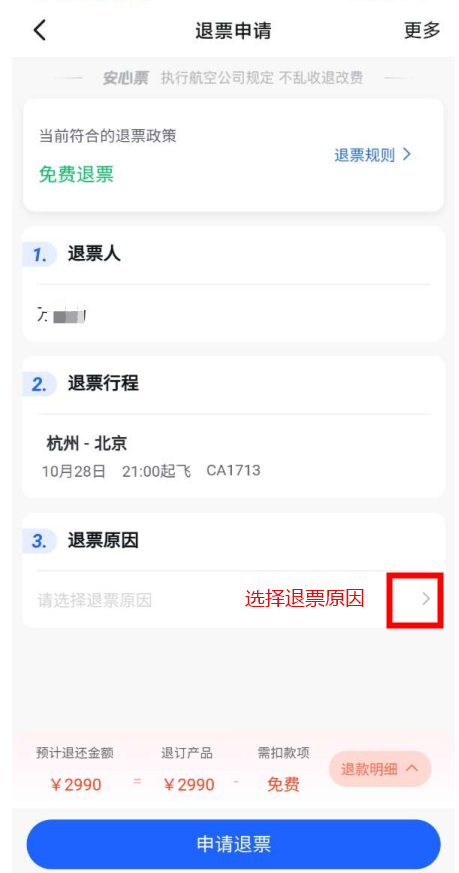 退票申请 更多
安心票 执行航空公司规定 不乱收退改费
当前符合的退票政策
免费退票
退票规则
1. 退票人
2. 退票行程
杭州 - 北京
10月28日 21:00起飞 CA1713
3. 退票原因
请选择退票原因 选择退票原因
预计退还金额 退订产品 需扣款项
¥2990 = ¥2990 - 免费
退款明细
申请退票